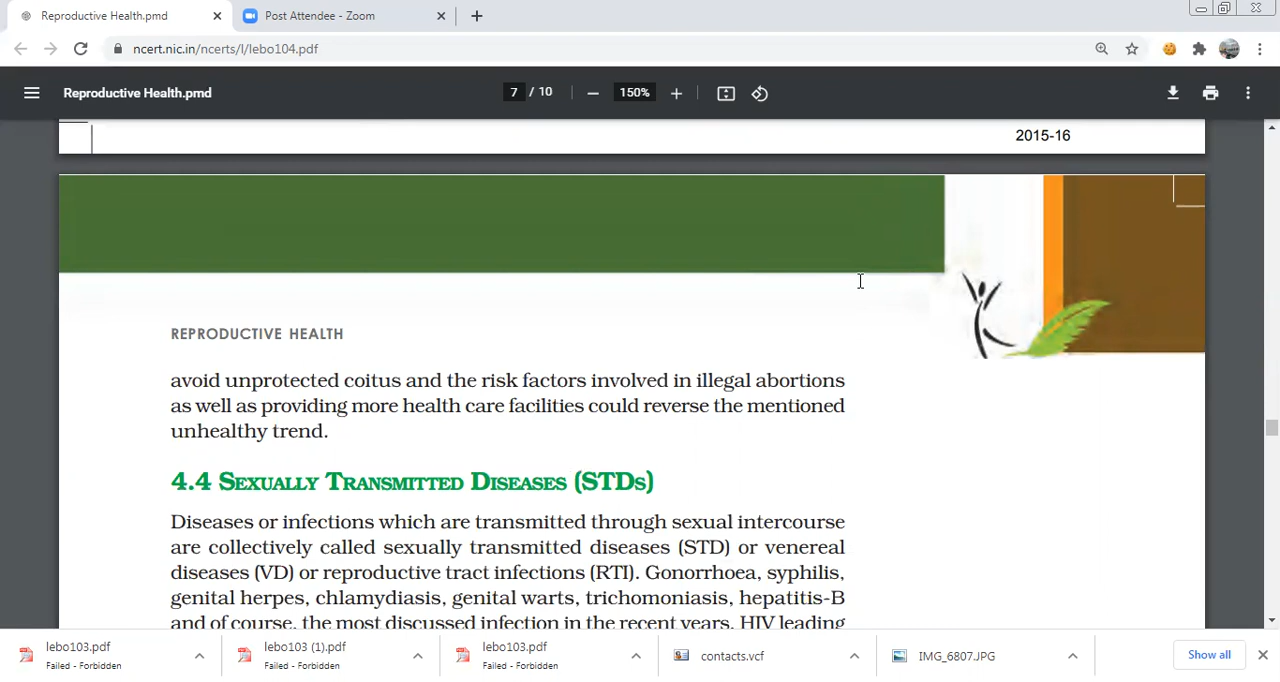 Reproductive Health.pmd
Post Attendee - Zoom
ncert.nic.in/ncerts/l/lebo104.pdf
Reproductive Health.pmd
7 / 10
150%
2015-16
REPRODUCTIVE HEALTH
avoid unprotected coitus and the risk factors involved in illegal abortions
as well as providing more health care facilities could reverse the mentioned
unhealthy trend.
4.4 SEXUALLY TRANSMITTED DISEASES (STDS)
Diseases or infections which are transmitted through sexual intercourse
are collectively called sexually transmitted diseases (STD) or venereal
diseases (VD) or reproductive tract infections (RTI). Gonorrhoea, syphilis,
genital herpes, chlamydiasis, genital warts, trichomoniasis, hepatitis-B
and of course, the most discussed infection in the recent years, HIV leading
lebo103.pdf
Failed - Forbidden
lebo103 (1).pdf
Failed - Forbidden
lebo103.pdf
Failed - Forbidden
contacts.vcf
IMG_6807.JPG
Show all